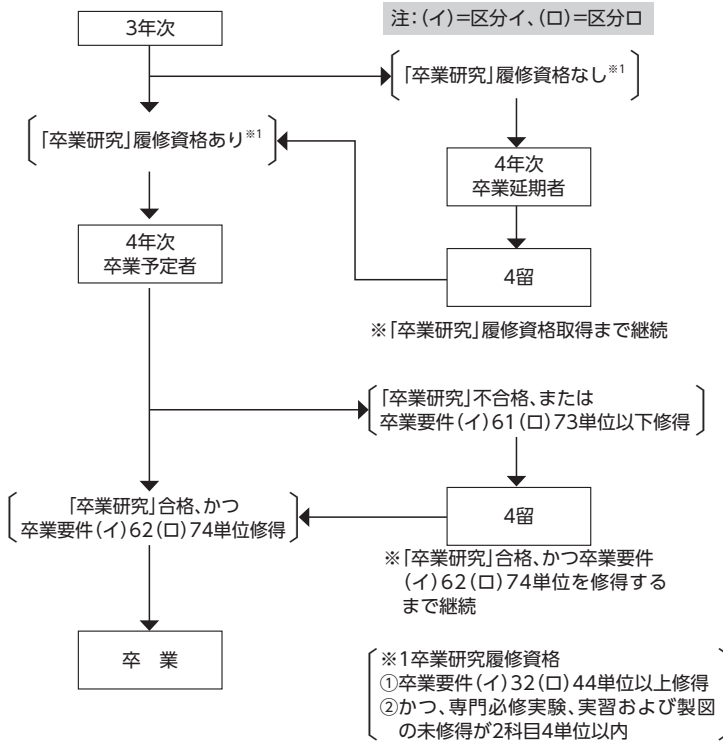 注:(イ)=区分イ、(ロ)=区分ロ
3年次
「卒業研究」履修資格なし※1
「卒業研究」履修資格あり※1
4年次
卒業延期者
4年次
卒業予定者
4留
※「卒業研究」履修資格取得まで継続
「卒業研究」不合格、または
卒業要件(イ)61(ロ)73単位以下修得
「卒業研究」合格、かつ
卒業要件(イ)62(ロ)74単位修得
4留
※「卒業研究」合格、かつ卒業要件
(イ)62(ロ)74単位を修得する
まで継続
卒 業
※1卒業研究履修資格
①卒業要件(イ)32(ロ)44単位以上修得
②かつ、専門必修実験、実習および製図
の未修得が2科目4単位以内